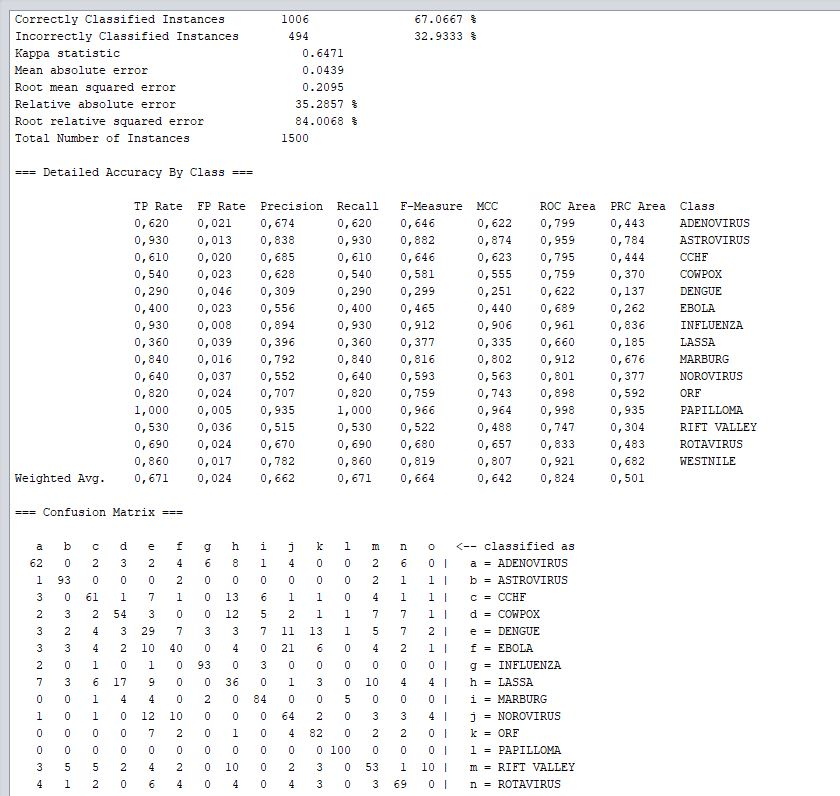 Correctly Classified Instances 1006 67.0667 %
Incorrectly Classified Instances 494 32.9333 %
Kappa statistic 0.6471
Mean absolute error 0.0439
Root mean squared error 0.2095
Relative absolute error 35.2857 %
Root relative squared error 84.0068 %
Total Number of Instances 1500
=== Detailed Accuracy By Class ===
TP Rate FP Rate Precision Recall F-Measure MCC ROC Area PRC Area Class
0,620 0,021 0,674 0,620 0,646 0,622 0,799 0,443 ADENOVIRUS
0,930 0,013 0,838 0,930 0,882 0,874 0,959 0,784 ASTROVIRUS
0,610 0,020 0,685 0,610 0,646 0,623 0,795 0,444 CCHF
0,540 0,023 0,628 0,540 0,581 0,555 0,759 0,370 COWPOX
0,290 0,046 0,309 0,290 0,299 0,251 0,622 0,137 DENGUE
0,400 0,023 0,556 0,400 0,465 0,440 0,689 0,262 EBOLA
0,930 0,008 0,894 0,930 0,912 0,906 0,961 0,836 INFLUENZA
0,360 0,039 0,396 0,360 0,377 0,335 0,660 0,185 LASSA
0,840 0,016 0,792 0,840 0,816 0,802 0,912 0,676 MARBURG
0,640 0,037 0,552 0,640 0,593 0,563 0,801 0,377 NOROVIRUS
0,820 0,024 0,707 0,820 0,759 0,743 0,898 0,592 ORF
1,000 0,005 0,935 1,000 0,966 0,964 0,998 0,935 PAPILLOMA
0,530 0,036 0,515 0,530 0,522 0,488 0,747 0,304 RIFT VALLEY
0,690 0,024 0,670 0,690 0,680 0,657 0,833 0,483 ROTAVIRUS
0,860 0,017 0,782 0,860 0,819 0,807 0,921 0,682 WESTNILE
Weighted Avg. 0,671 0,024 0,662 0,671 0,664 0,642 0,824 0,501
=== Confusion Matrix ===
a b c d e f g h i j k l m n o <-- classified as
62 0 2 3 2 4 6 8 1 4 0 0 2 6 0 | a = ADENOVIRUS
1 93 0 0 0 2 0 0 0 0 0 0 2 1 1 | b = ASTROVIRUS
3 0 61 1 7 1 0 13 6 1 1 0 4 1 1 | c = CCHF
2 3 2 54 3 0 0 12 5 2 1 1 7 7 1 | d = COWPOX
3 2 4 3 29 7 3 3 7 11 13 1 5 7 2 | e = DENGUE
3 3 4 2 10 40 0 4 0 21 6 0 4 2 1 | f = EBOLA
2 0 1 0 1 0 93 0 3 0 0 0 0 0 0 | g = INFLUENZA
7 3 6 17 9 0 0 36 0 1 3 0 10 4 4 | h = LASSA
0 0 1 4 4 0 2 0 84 0 0 5 0 0 0 | i = MARBURG
1 0 1 0 12 10 0 0 0 64 2 0 3 3 4 | j = NOROVIRUS
0 0 0 0 7 2 0 1 0 4 82 0 2 2 0 | k = ORF
0 0 0 0 0 0 0 0 0 0 0 100 0 0 0 | l = PAPILLOMA
3 5 5 2 4 2 0 10 0 2 3 0 53 1 10 | m = RIFT VALLEY
4 1 2 0 6 4 0 4 0 4 3 0 3 69 0 | n = ROTAVIRUS